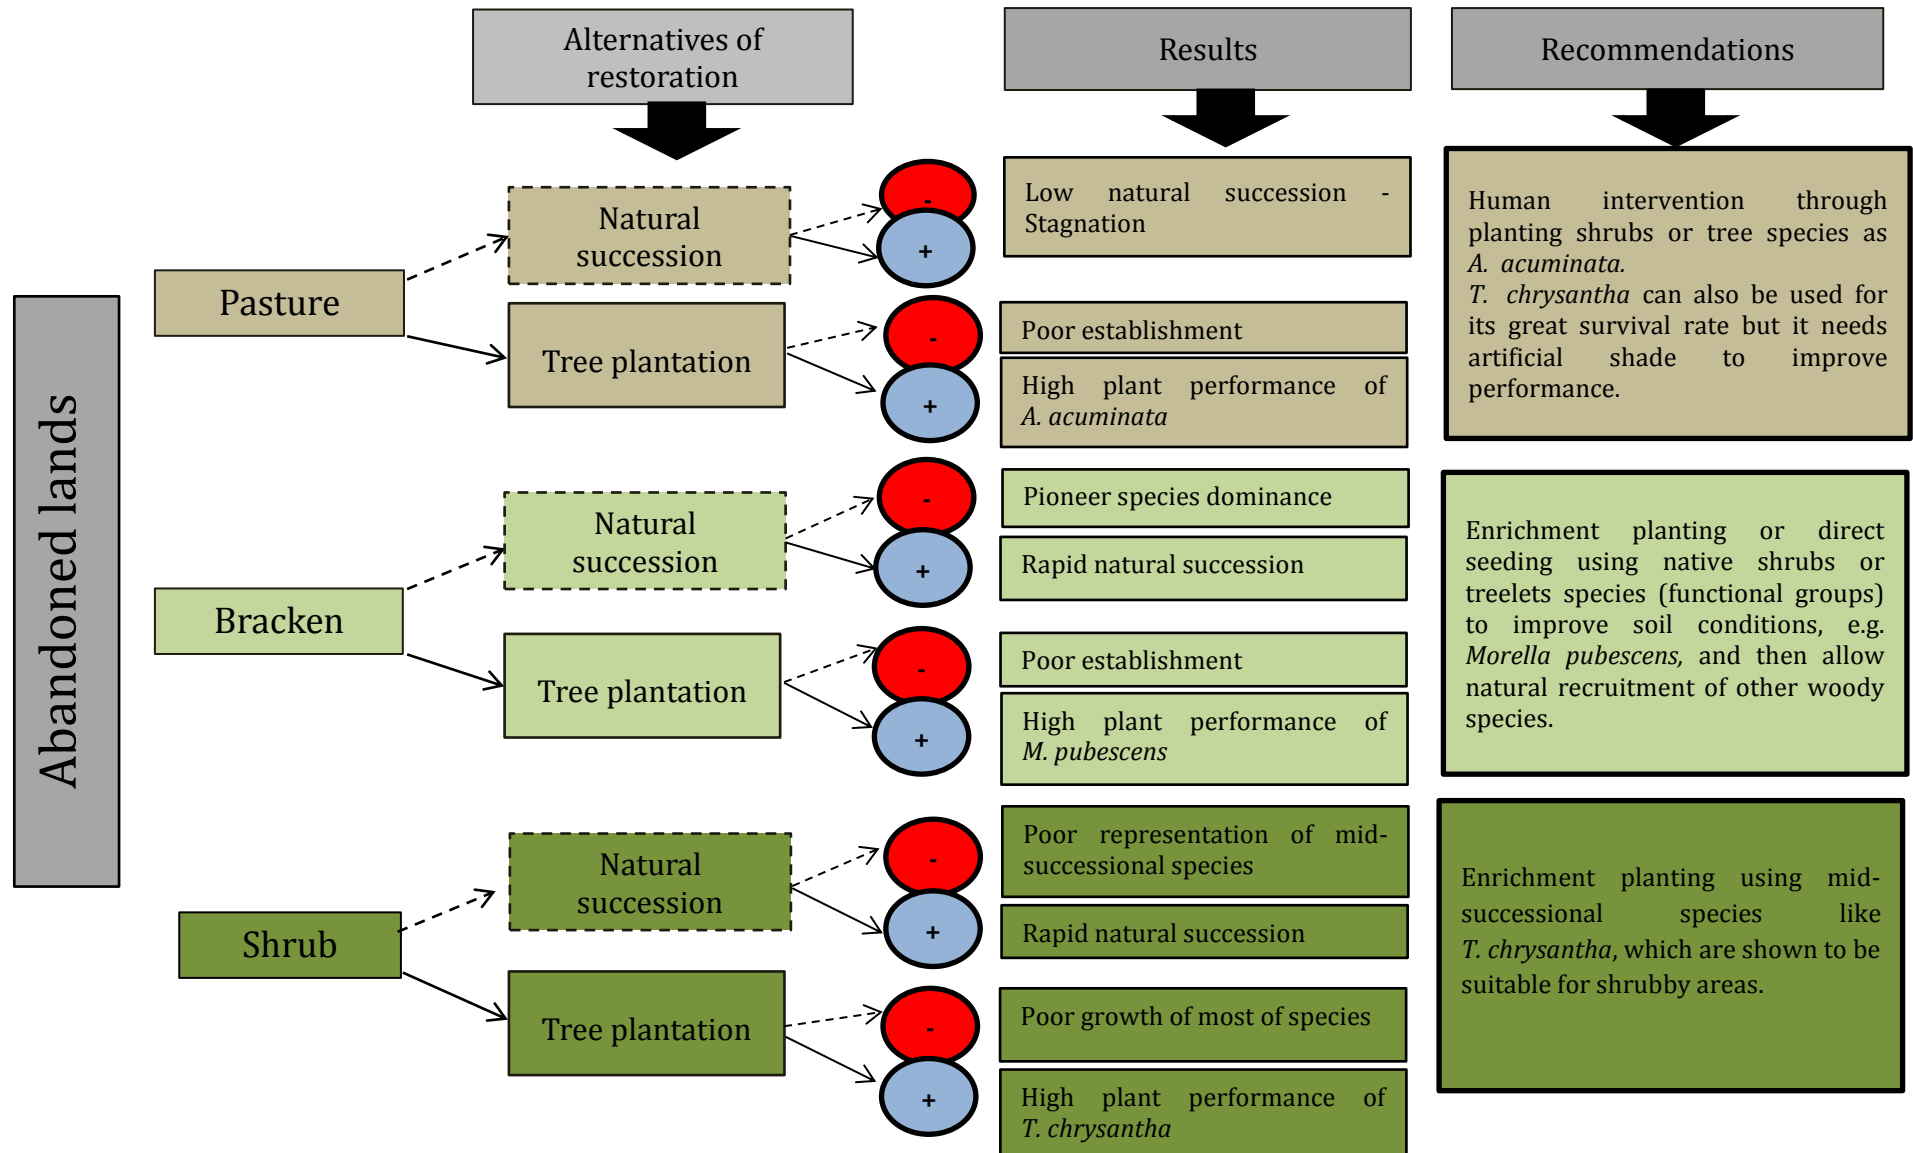 Alternatives of
restoration
Results
Recommendations
Abandoned lands
Pasture
Natural
succession
-
+
Low natural succession -
Stagnation
Tree plantation
-
+
Poor establishment
High plant performance of
A. acuminata
Human intervention through
planting shrubs or tree species as
A. acuminata.
T. chrysantha can also be used for
its great survival rate but it needs
artificial shade to improve
performance.
Bracken
Natural
succession
-
+
Pioneer species dominance
Rapid natural succession
Tree plantation
-
+
Poor establishment
High plant performance of
M. pubescens
Enrichment planting or direct
seeding using native shrubs or
treelets species (functional groups)
to improve soil conditions, e.g.
Morella pubescens, and then allow
natural recruitment of other woody
species.
Shrub
Natural
succession
-
+
Poor representation of mid-
successional species
Rapid natural succession
Tree plantation
-
+
Poor growth of most of species
High plant performance of
T. chrysantha
Enrichment planting using mid-
successional species like
T. chrysantha, which are shown to be
suitable for shrubby areas.